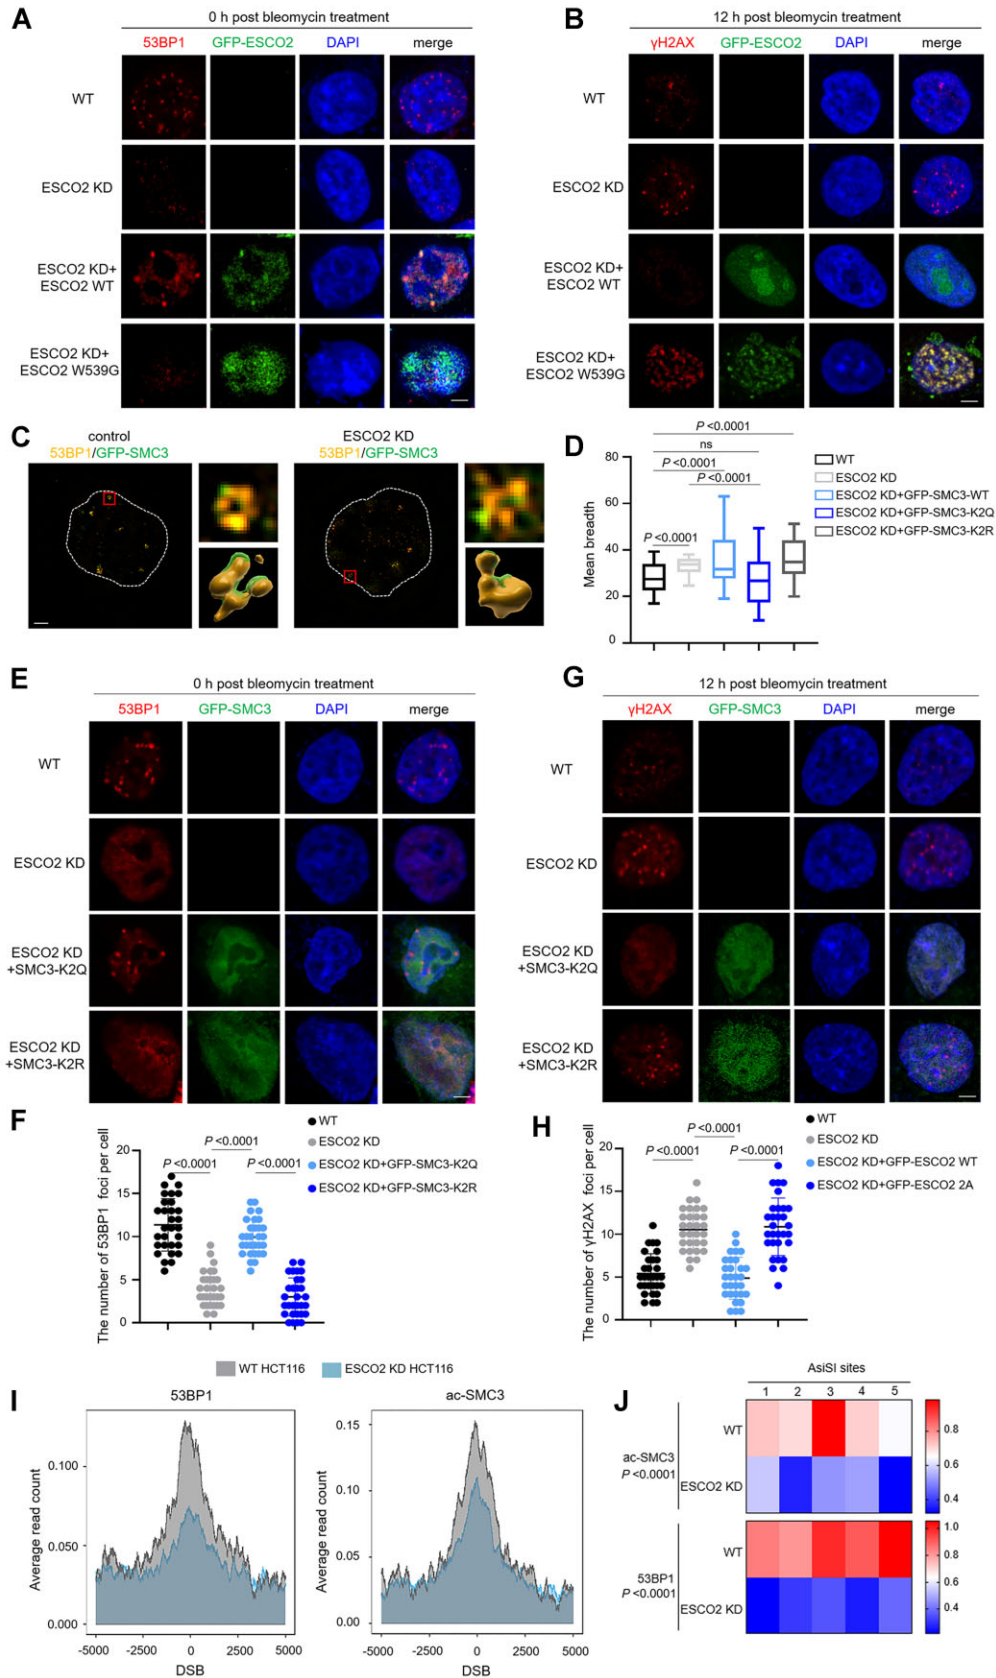 A
0 h post bleomycin treatment
53BP1 GFP-ESCO2 DAPI merge
WT
ESCO2 KD
ESCO2 KD+
ESCO2 WT
ESCO2 KD+
ESCO2 W539G
B
12 h post bleomycin treatment
γH2AX GFP-ESCO2 DAPI merge
WT
ESCO2 KD
ESCO2 KD+
ESCO2 WT
ESCO2 KD+
ESCO2 W539G
C
control
53BP1/GFP-SMC3
ESCO2 KD
53BP1/GFP-SMC3
D
P <0.0001
ns
P <0.0001
P <0.0001
P <0.0001
80
60
40
20
0
Mean breadth
WT
ESCO2 KD
ESCO2 KD+GFP-SMC3-WT
ESCO2 KD+GFP-SMC3-K2Q
ESCO2 KD+GFP-SMC3-K2R
E
0 h post bleomycin treatment
53BP1 GFP-SMC3 DAPI merge
WT
ESCO2 KD
ESCO2 KD
+SMC3-K2Q
ESCO2 KD
+SMC3-K2R
G
12 h post bleomycin treatment
γH2AX GFP-SMC3 DAPI merge
WT
ESCO2 KD
ESCO2 KD
+SMC3-K2Q
ESCO2 KD
+SMC3-K2R
F
The number of 53BP1 foci per cell
20
15
10
5
0
P <0.0001
P <0.0001 P <0.0001
WT
ESCO2 KD
ESCO2 KD+GFP-SMC3-K2Q
ESCO2 KD+GFP-SMC3-K2R
H
The number of γH2AX foci per cell
20
15
10
5
0
P <0.0001
P <0.0001 P <0.0001
WT
ESCO2 KD
ESCO2 KD+GFP-ESCO2 WT
ESCO2 KD+GFP-ESCO2 2A
I
WT HCT116 ESCO2 KD HCT116
53BP1
Average read count
0.100
0.050
0.000
-5000 -2500 0 2500 5000
DSB
ac-SMC3
Average read count
0.15
0.10
0.05
0.00
-5000 -2500 0 2500 5000
DSB
J
AsiSI sites
1 2 3 4 5
ac-SMC3
P <0.0001
WT
ESCO2 KD
0.8
0.6
0.4
53BP1
P <0.0001
WT
ESCO2 KD
1.0
0.8
0.6
0.4